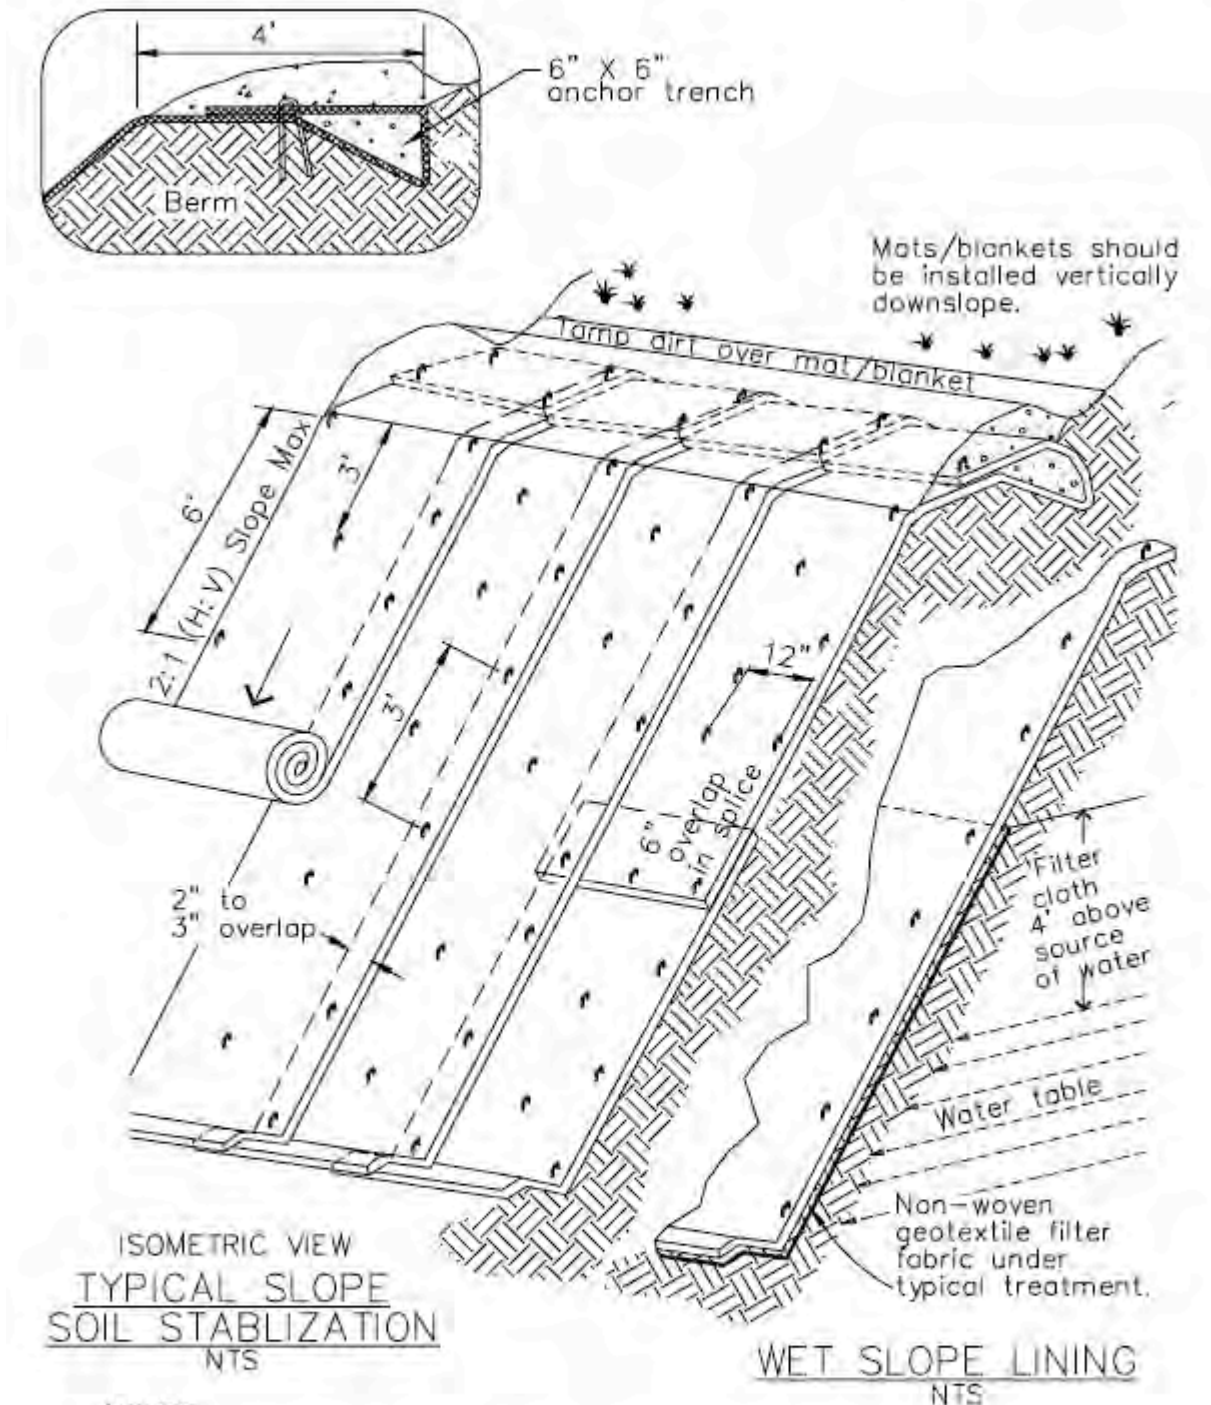 4'
6" X 6"
anchor trench
Berm
Mats/blankets should
be installed vertically
downslope.
Tamp dirt over mat/blanket
6'
2:1 (H:V) Slope Max
3'
3'
12"
6"
overlap
in splice
2" to
3" overlap
Filter
cloth
4' above
source
of water
Water table
Non-woven
geotextile filter
fabric under
typical treatment.
ISOMETRIC VIEW
TYPICAL SLOPE
SOIL STABLIZATION
NTS
WET SLOPE LINING
NTS